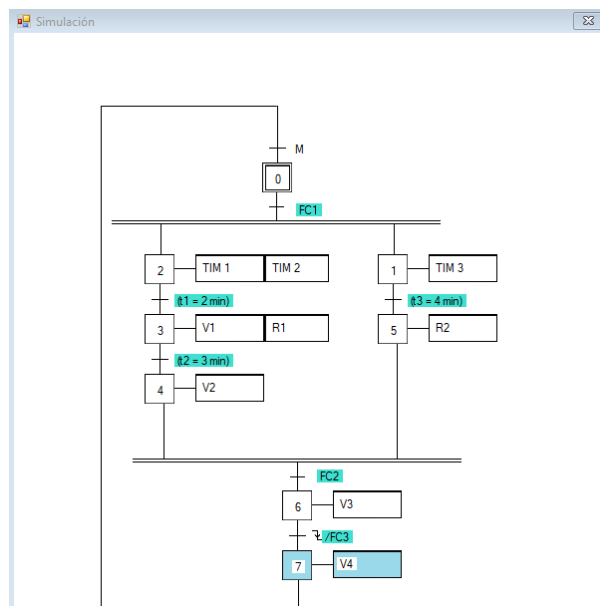 Simulación
M
0
FC1
2 TIM 1 TIM 2 1 TIM 3
(t1 = 2 min) (t3 = 4 min)
3 V1 R1 5 R2
(t2 = 3 min)
4 V2
FC2
6 V3
/FC3
7 V4